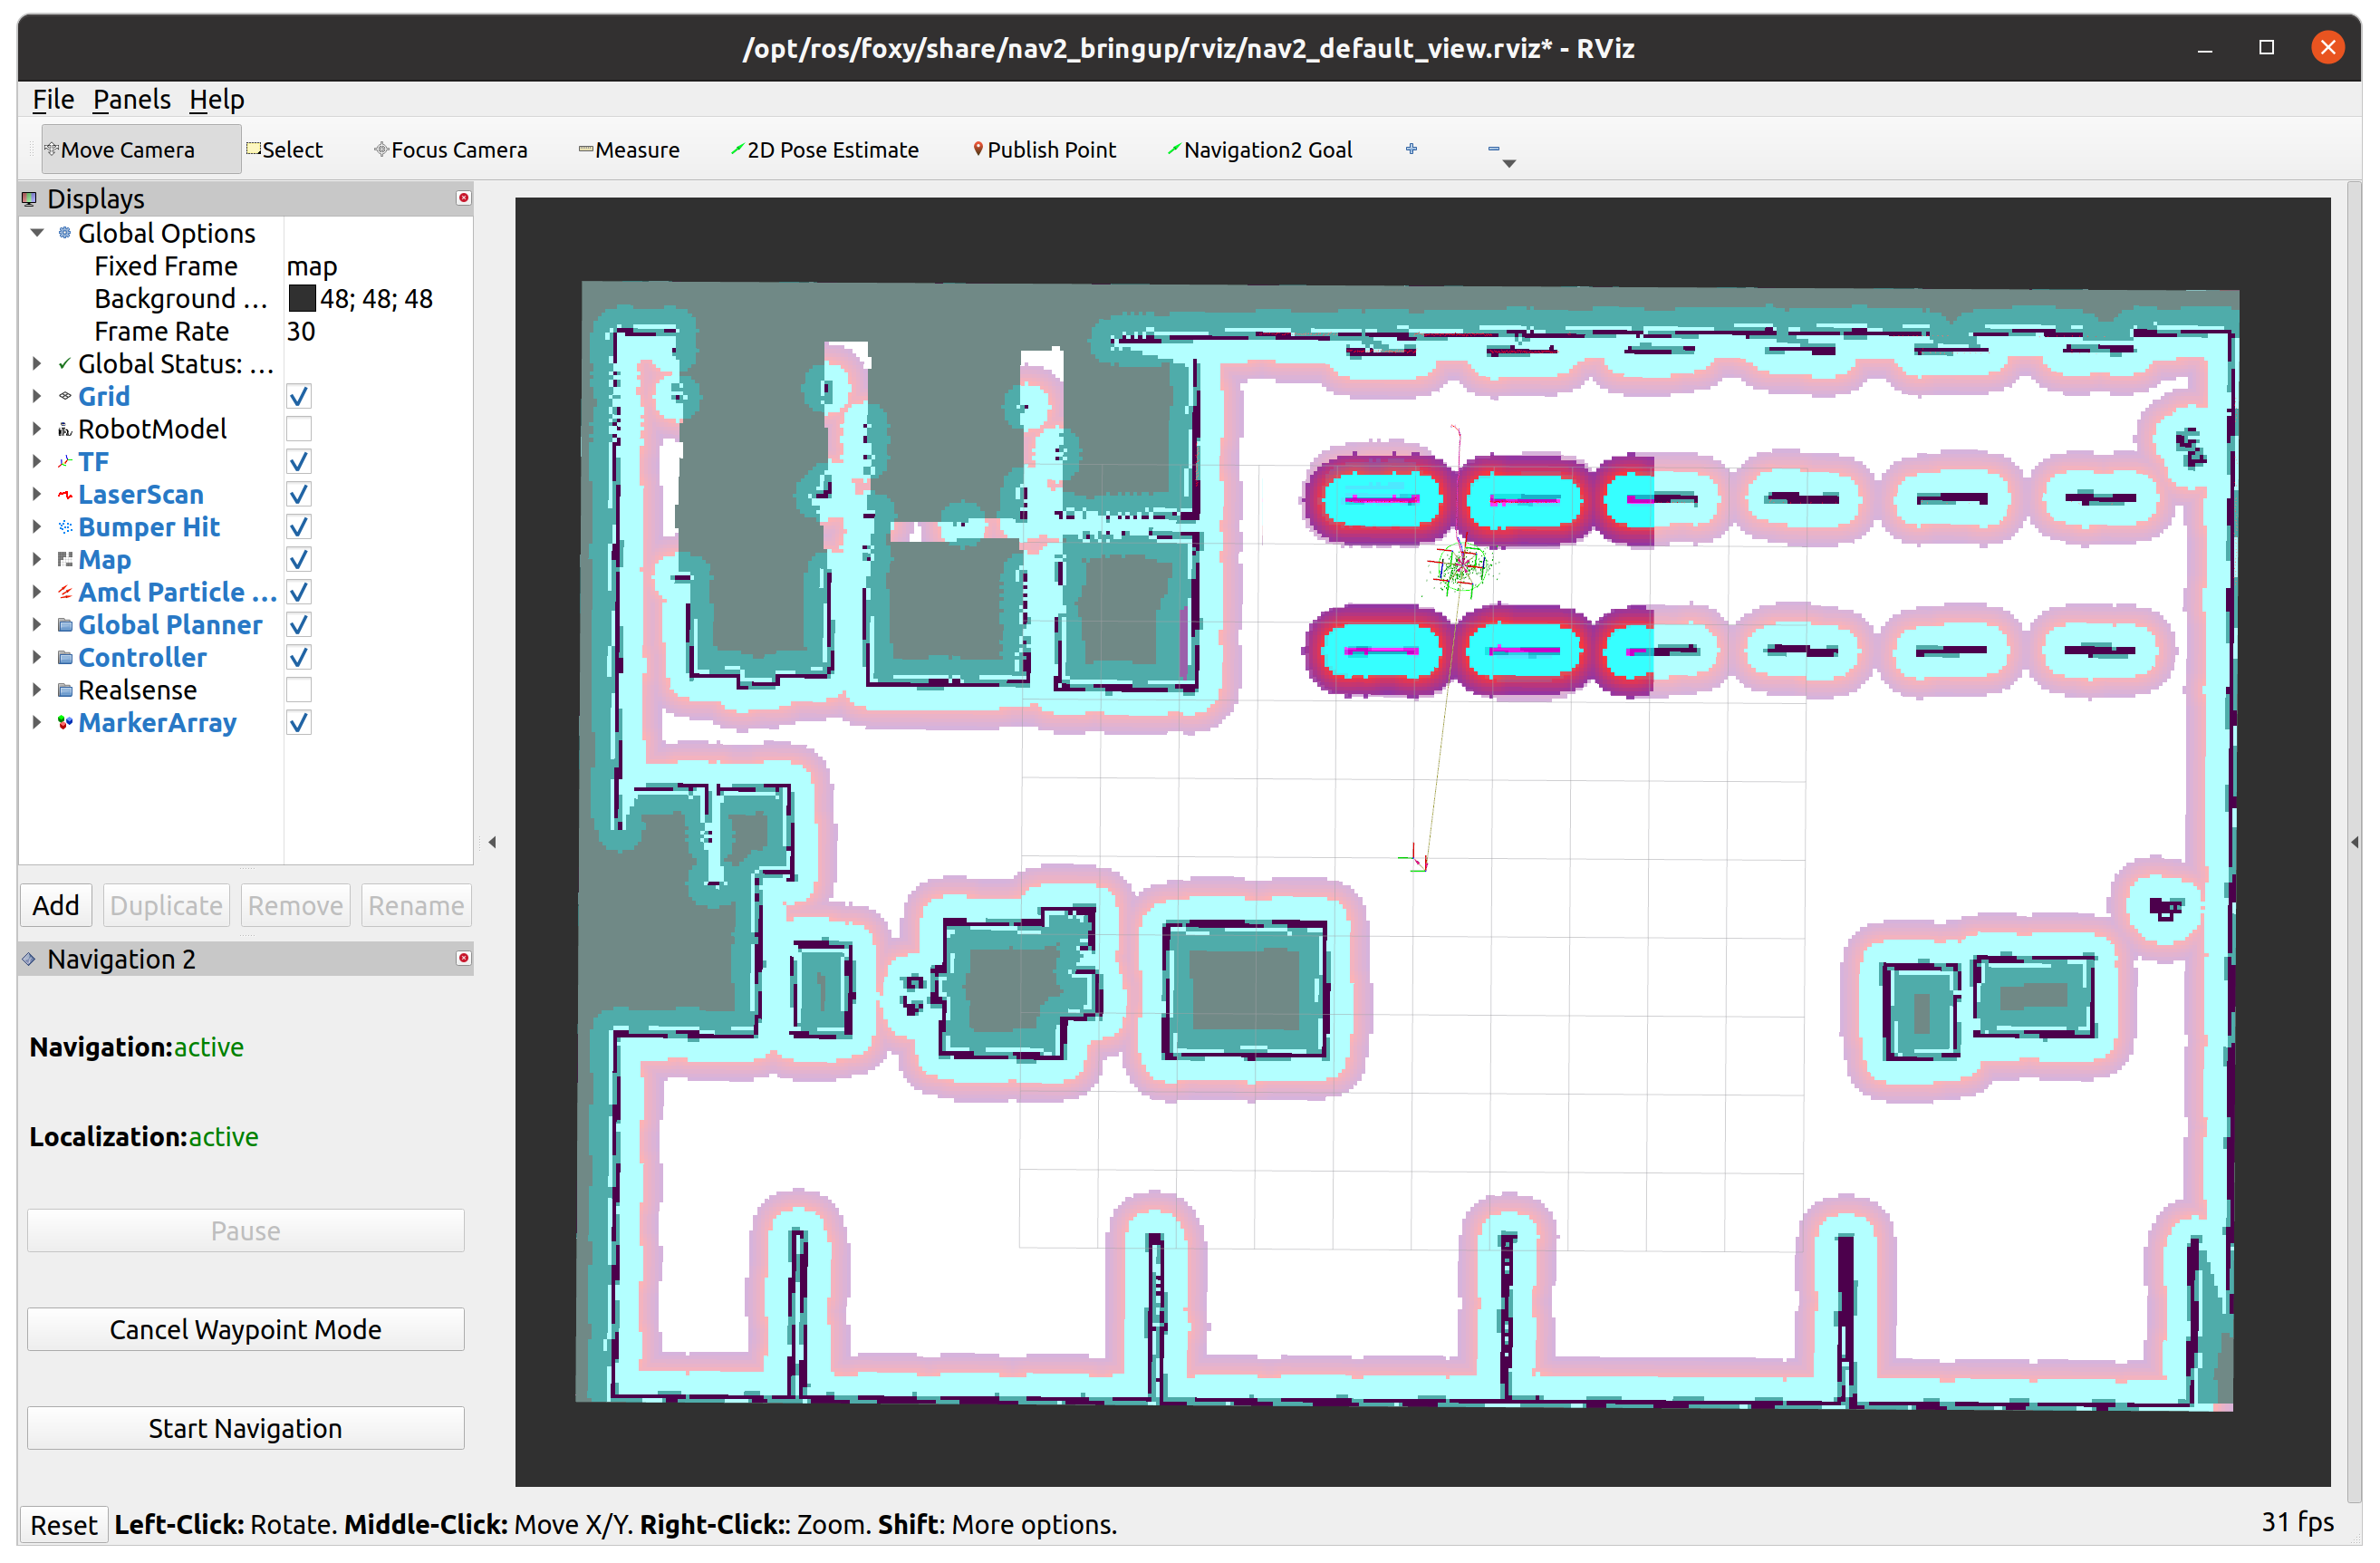 /opt/ros/foxy/share/nav2_bringup/rviz/nav2_default_view.rviz* - RViz
File Panels Help
Move Camera Select Focus Camera Measure 2D Pose Estimate Publish Point Navigation2 Goal
Displays
Global Options
Fixed Frame map
Background ... 48; 48; 48
Frame Rate 30
Global Status: ...
Grid
RobotModel
TF
LaserScan
Bumper Hit
Map
Amcl Particle ...
Global Planner
Controller
Realsense
MarkerArray
Add Duplicate Remove Rename
Navigation 2
Navigation:active
Localization:active
Pause
Cancel Waypoint Mode
Start Navigation
Reset Left-Click: Rotate. Middle-Click: Move X/Y. Right-Click:: Zoom. Shift: More options. 31 fps